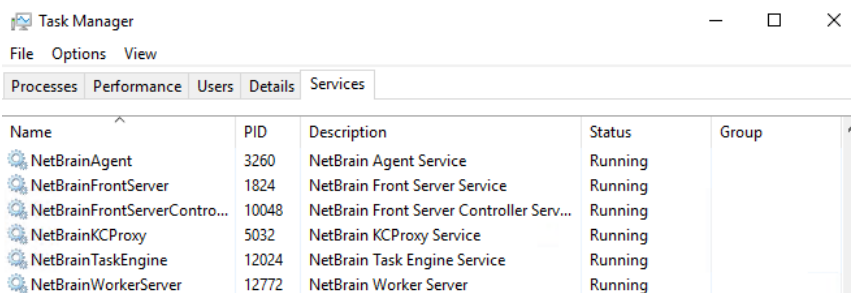 Task Manager
File Options View
Processes Performance Users Details Services
Name PID Description Status Group
NetBrainAgent 3260 NetBrain Agent Service Running
NetBrainFrontServer 1824 NetBrain Front Server Service Running
NetBrainFrontServerContro... 10048 NetBrain Front Server Controller Serv... Running
NetBrainKCProxy 5032 NetBrain KCProxy Service Running
NetBrainTaskEngine 12024 NetBrain Task Engine Service Running
NetBrainWorkerServer 12772 NetBrain Worker Server Running